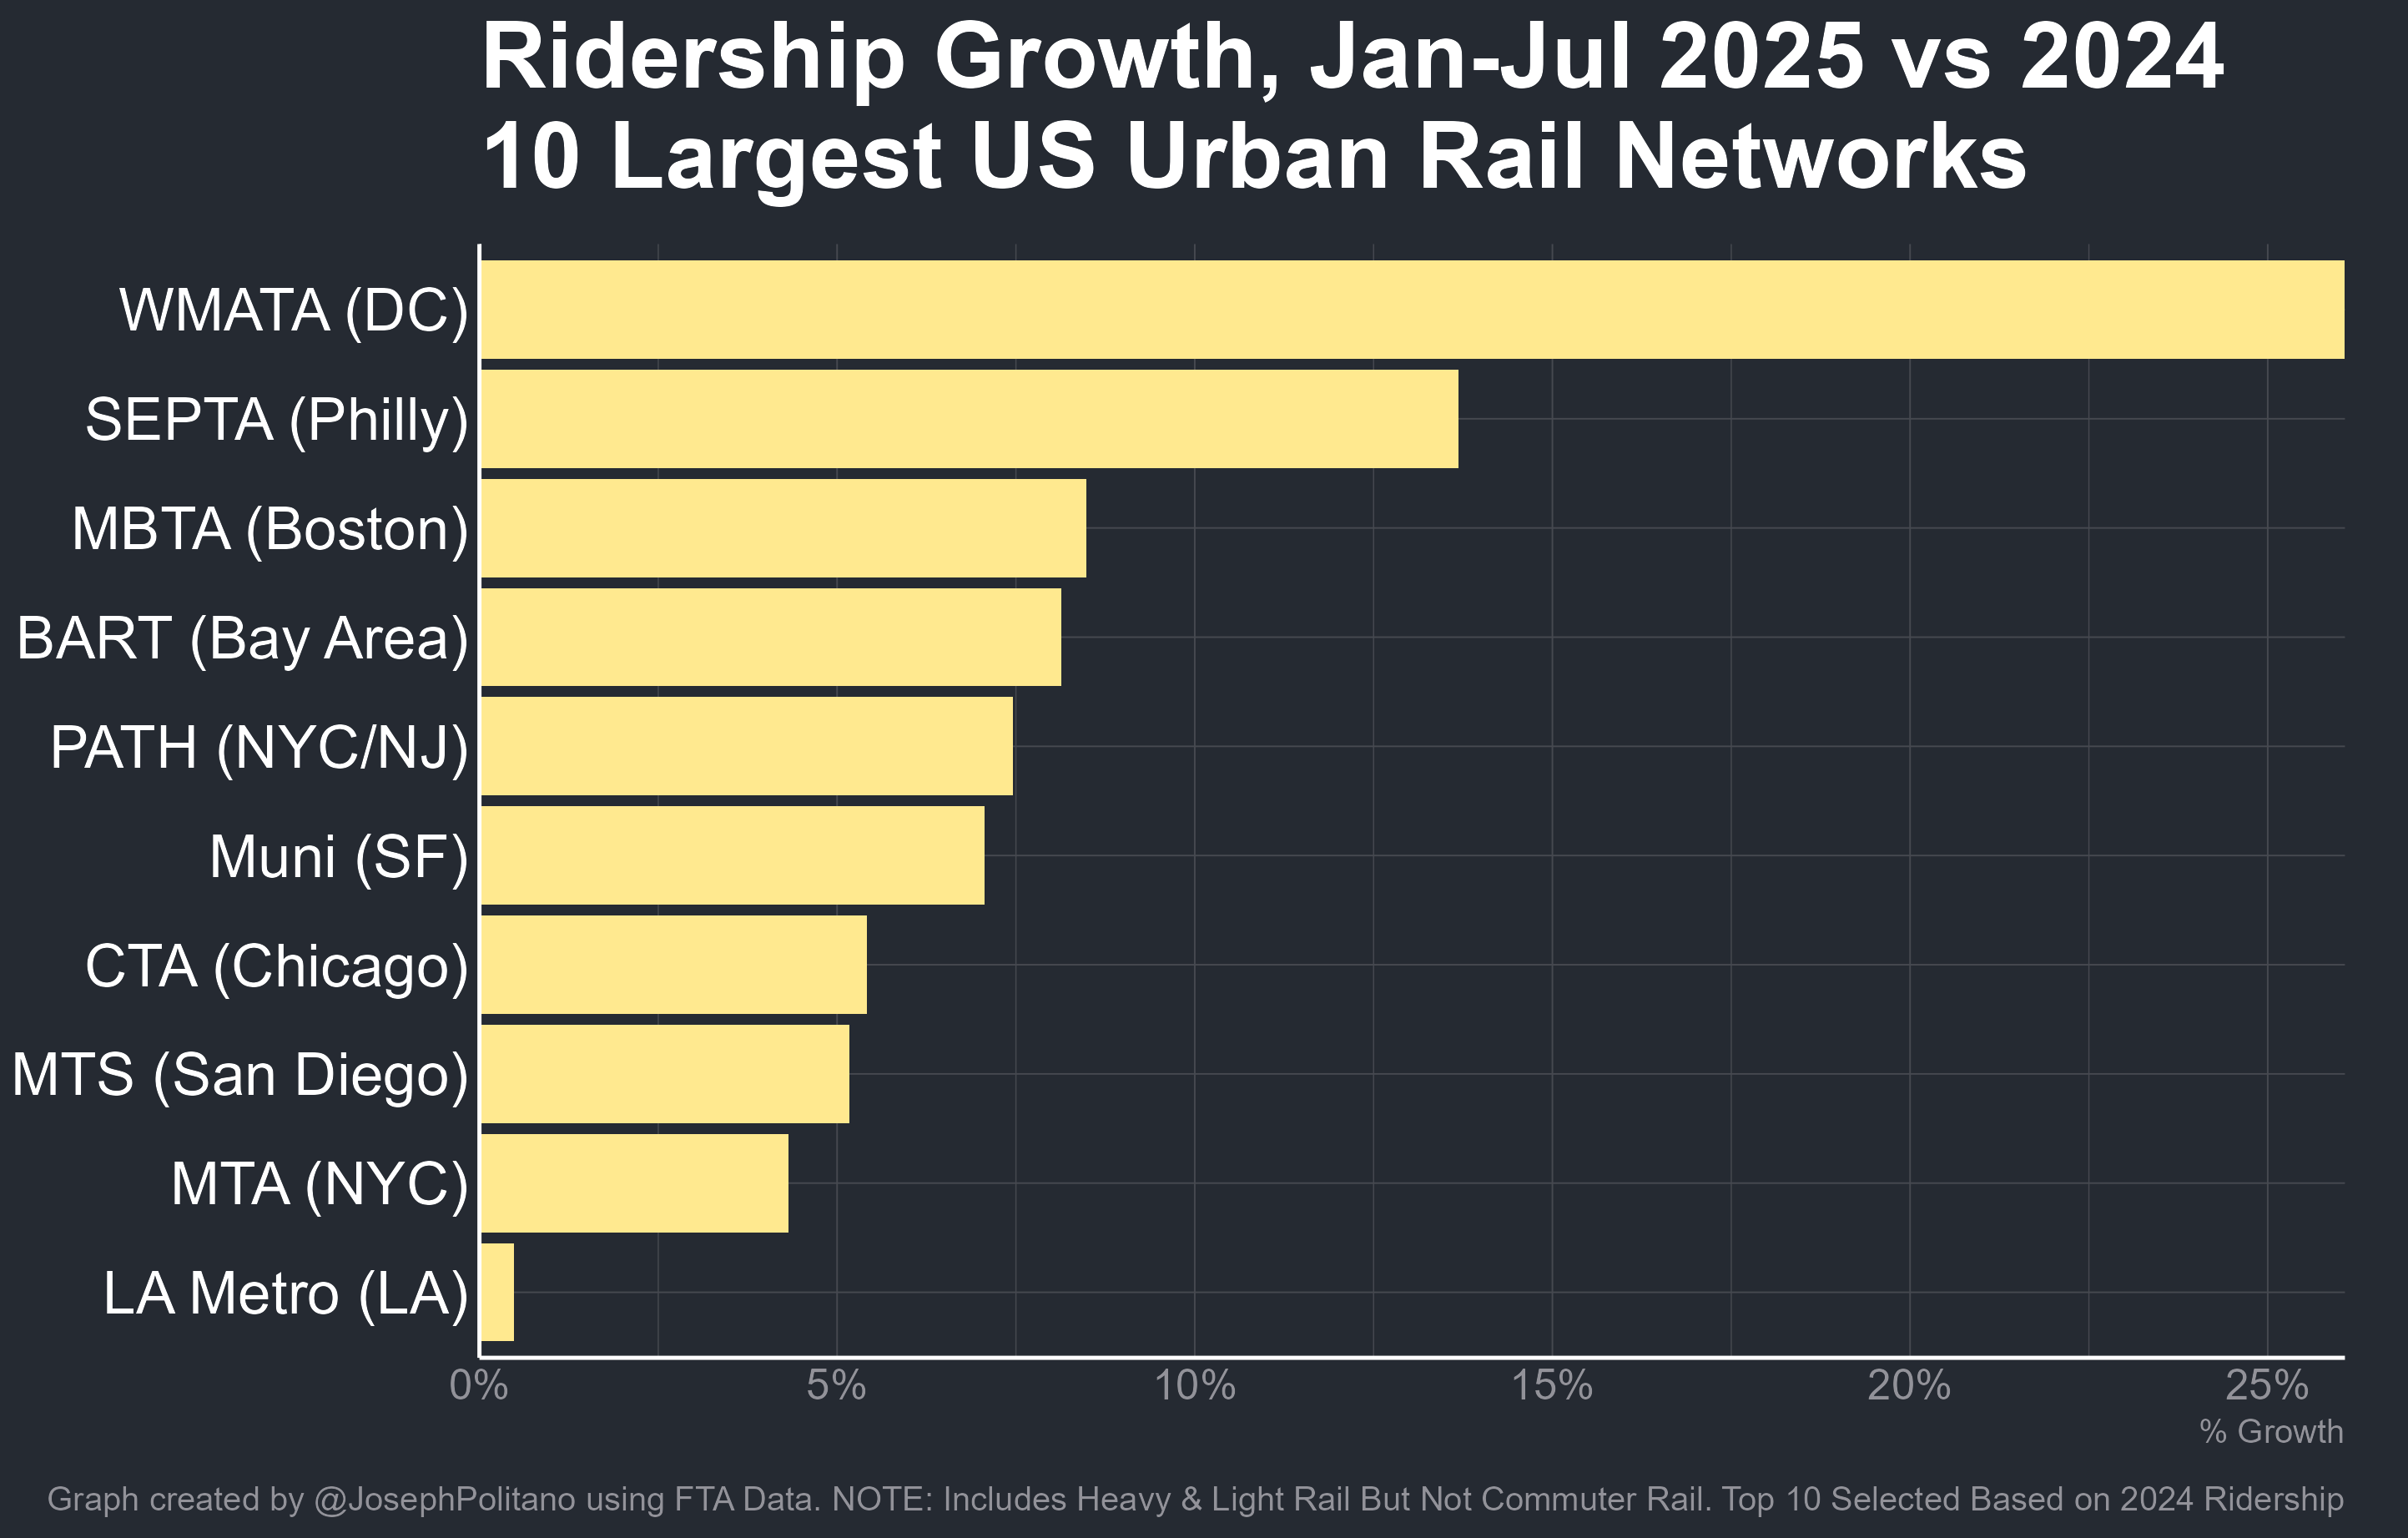 Ridership Growth, Jan-Jul 2025 vs 2024
10 Largest US Urban Rail Networks
WMATA (DC)
SEPTA (Philly)
MBTA (Boston)
BART (Bay Area)
PATH (NYC/NJ)
Muni (SF)
CTA (Chicago)
MTS (San Diego)
MTA (NYC)
LA Metro (LA)
0% 5% 10% 15% 20% 25%
% Growth
Graph created by @JosephPolitano using FTA Data. NOTE: Includes Heavy & Light Rail But Not Commuter Rail. Top 10 Selected Based on 2024 Ridership